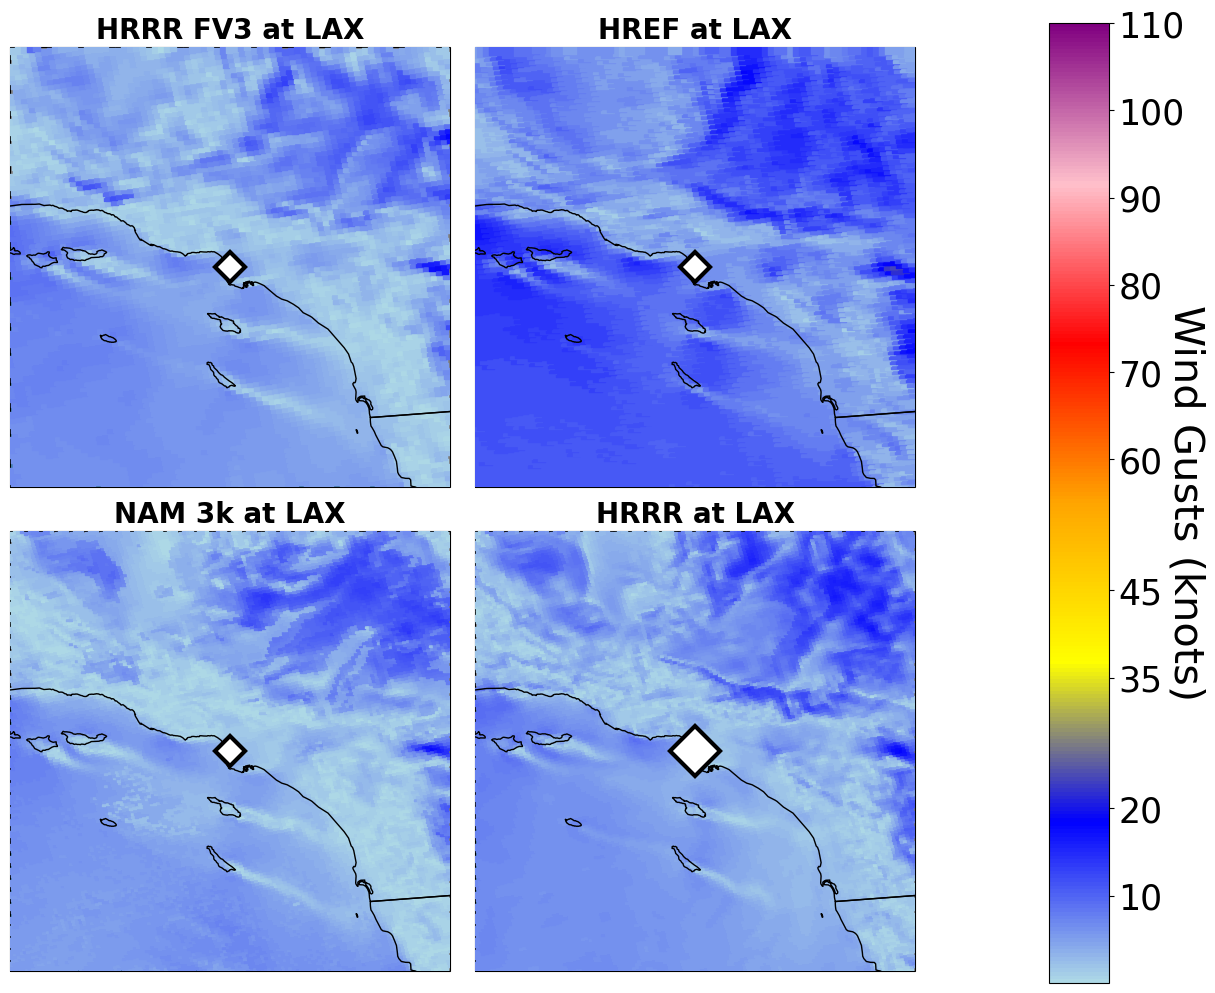 HRRR FV3 at LAX
HREF at LAX
NAM 3k at LAX
HRRR at LAX
110
100
90
80
70
60
45
35
20
10
Wind Gusts (knots)